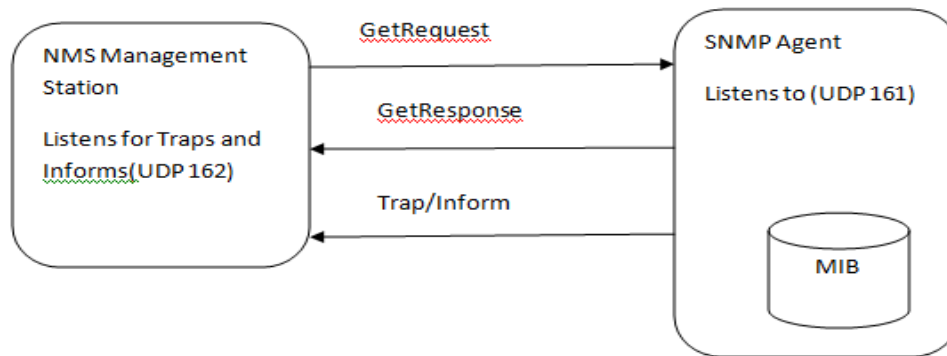 NMS Management
Station
Listens for Traps and
Informs(UDP 162)
GetRequest
GetResponse
Trap/Inform
SNMP Agent
Listens to (UDP 161)
MIB